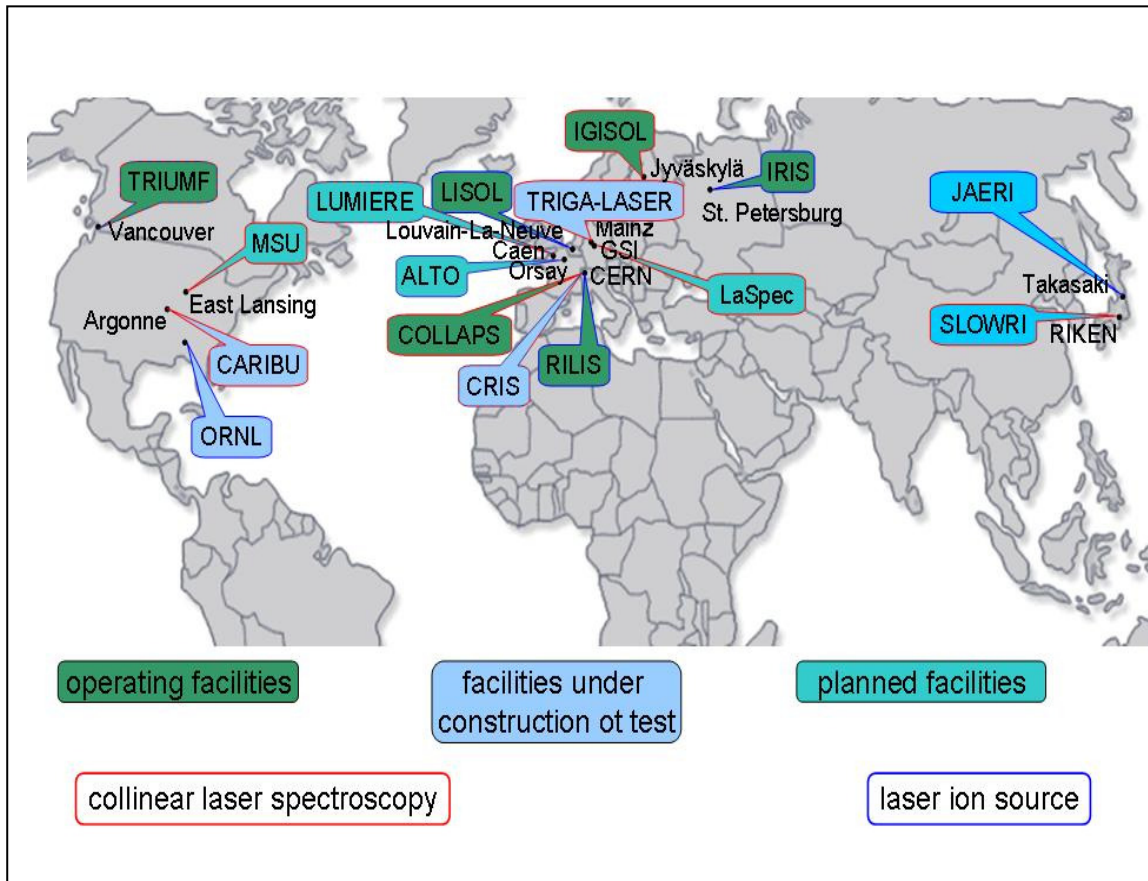 IGISOL
Jyväskylä
IRIS
TRIUMF
LUMIERE
LISOL
TRIGA-LASER
St. Petersburg
JAERI
Vancouver
MSU
Louvain-La-Neuve
Mainz
Caen
GSI
ALTO
Orsay
CERN
LaSpec
Takasaki
East Lansing
Argonne
COLLAPS
SLOWRI
RIKEN
CARIBU
CRIS
RILIS
ORNL
operating facilities
facilities under
construction ot test
planned facilities
collinear laser spectroscopy
laser ion source